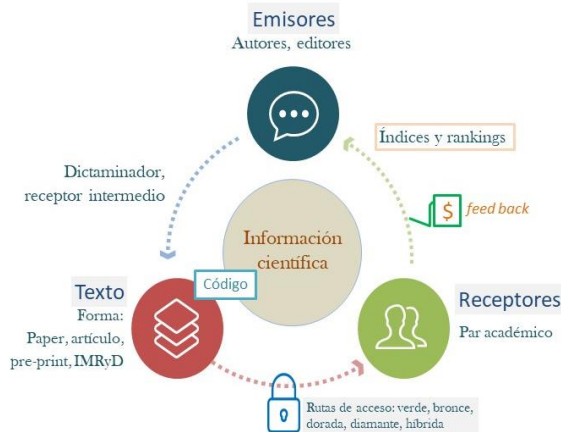 Emisores
Autores, editores
Índices y rankings
Dictaminador,
receptor intermedio
$ feed back
Información
científica
Código
Texto
Forma:
Paper, artículo,
pre-print, IMRyD
Receptores
Par académico
Rutas de acceso: verde, bronce,
dorada, diamante, híbrida